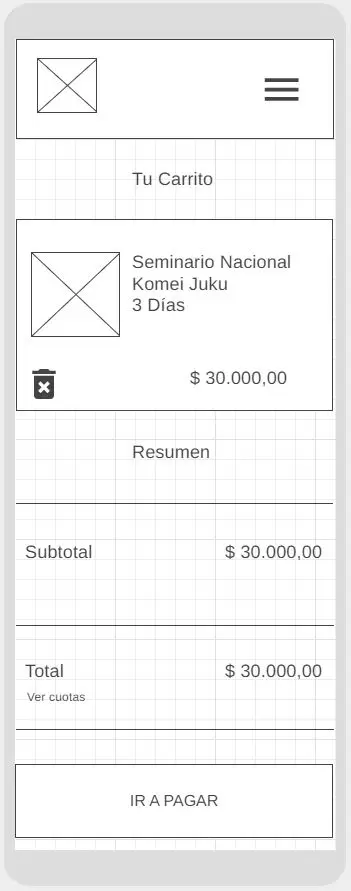 Tu Carrito
Seminario Nacional
Komei Juku
3 Días
$ 30.000,00
Resumen
Subtotal $ 30.000,00
Total $ 30.000,00
Ver cuotas
IR A PAGAR